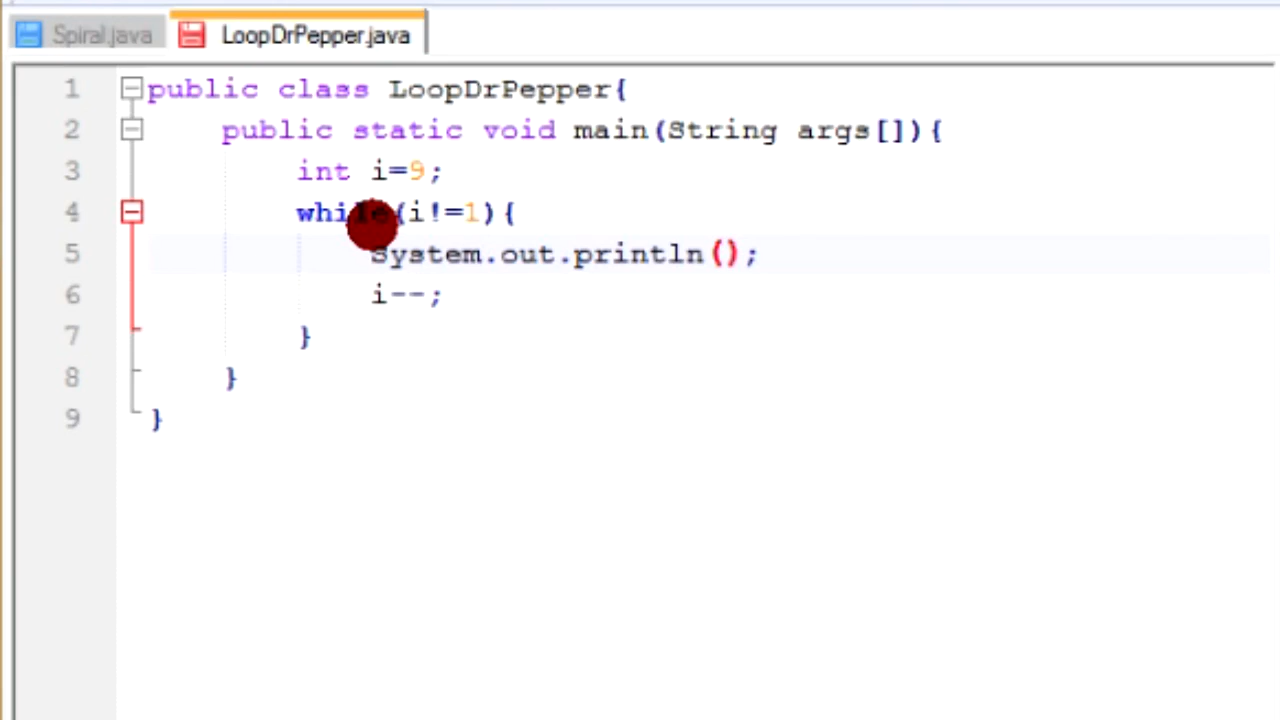 Spiral.java LoopDrPepper.java
1 public class LoopDrPepper{
2 public static void main(String args[]){
3 int i=9;
4 while(i!=1){
5 System.out.println();
6 i--;
7 }
8 }
9 }